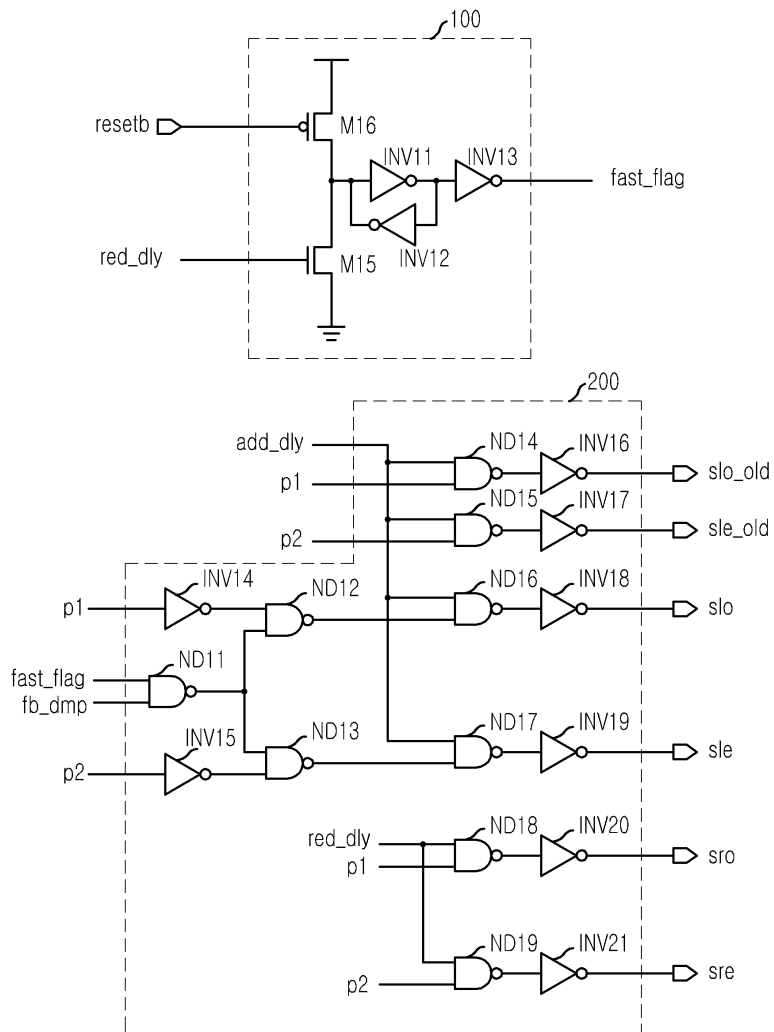 100
resetb
M16
INV11
INV13
fast_flag
red_dly
M15
INV12
200
add_dly
ND14
INV16
p1
slo_old
ND15
INV17
p2
sle_old
INV14
ND12
ND16
INV18
p1
slo
ND11
fast_flag
fb_dmp
INV15
ND13
ND17
INV19
p2
sle
red_dly
ND18
INV20
p1
sro
ND19
INV21
p2
sre